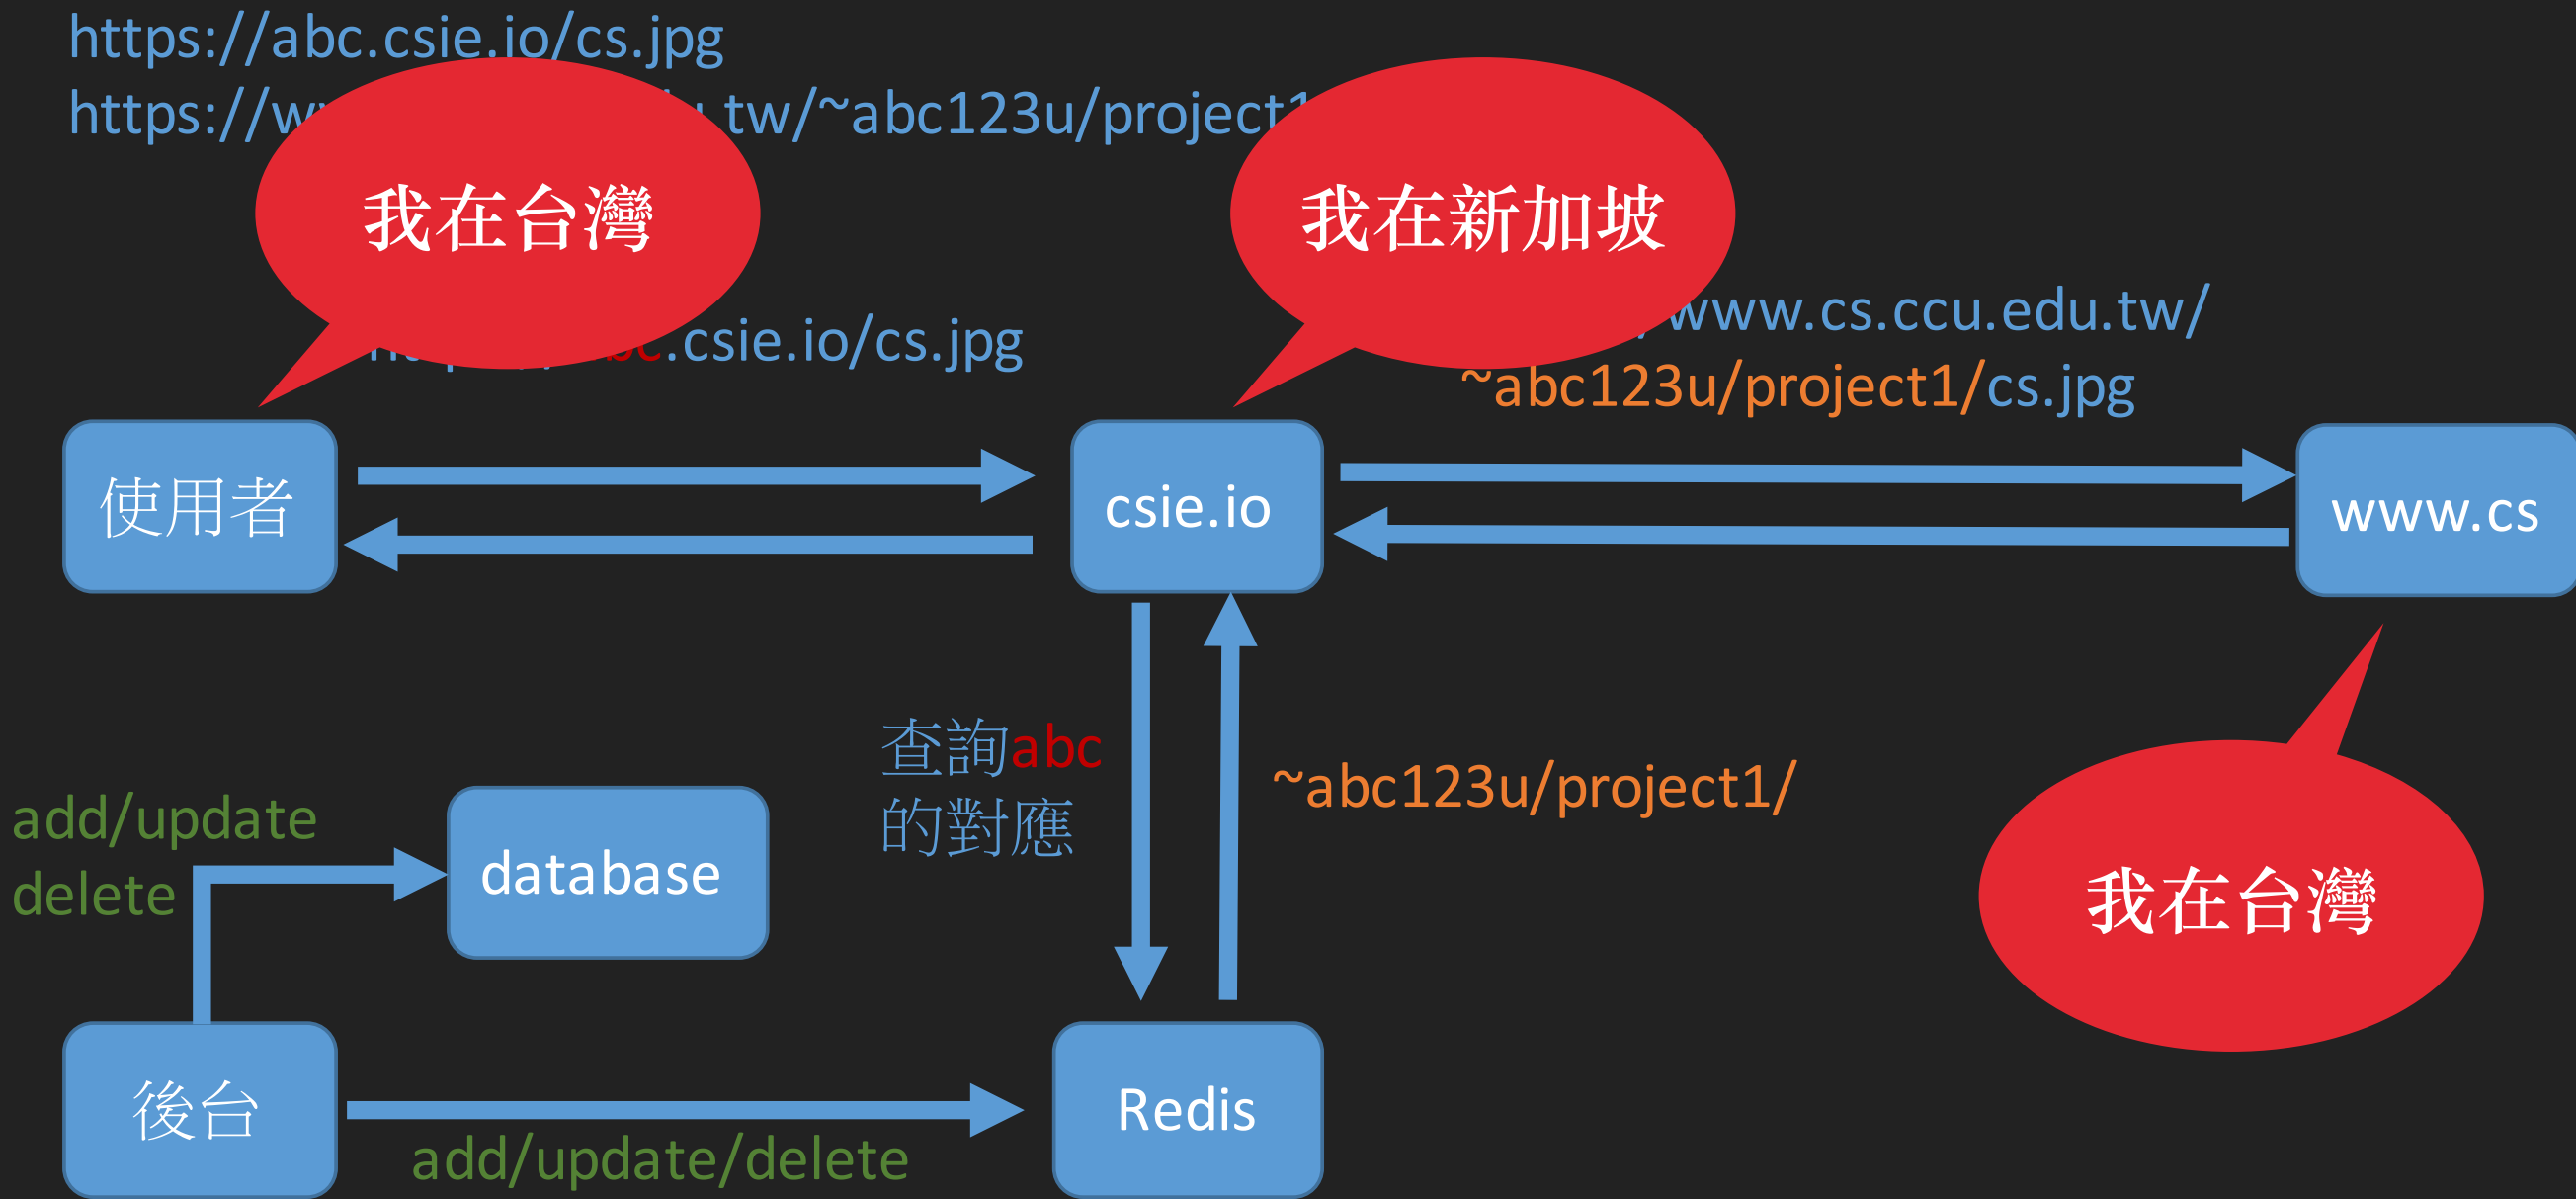 https://abc.csie.io/cs.jpg
https://w .tw/~abc123u/project1
我在台灣
我在新加坡
.csie.io/cs.jpg
www.cs.ccu.edu.tw/
~abc123u/project1/cs.jpg
使用者
csie.io
www.cs
查詢abc
的對應
~abc123u/project1/
add/update
delete
database
我在台灣
後台
add/update/delete
Redis